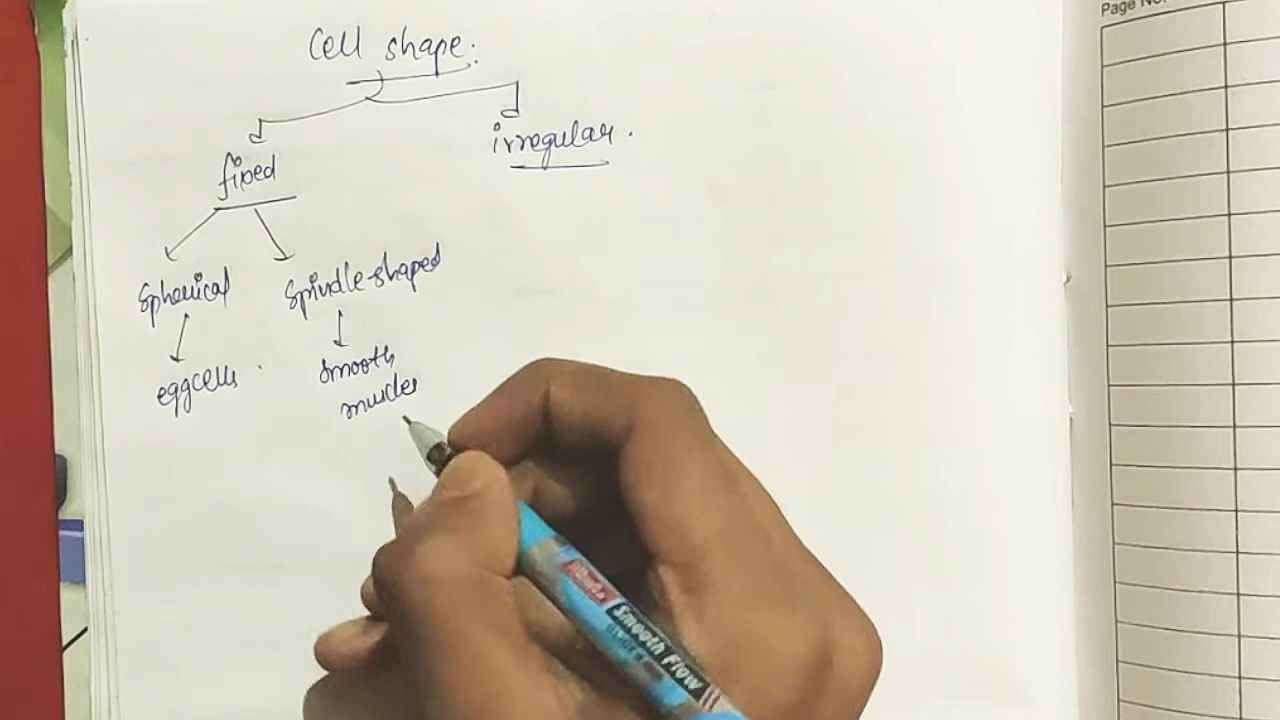 Page No.
Cell shape.
fixed
irregular.
Spherical
Spindle-shaped
eggcells.
Smooth
muscles
Smooth Flow